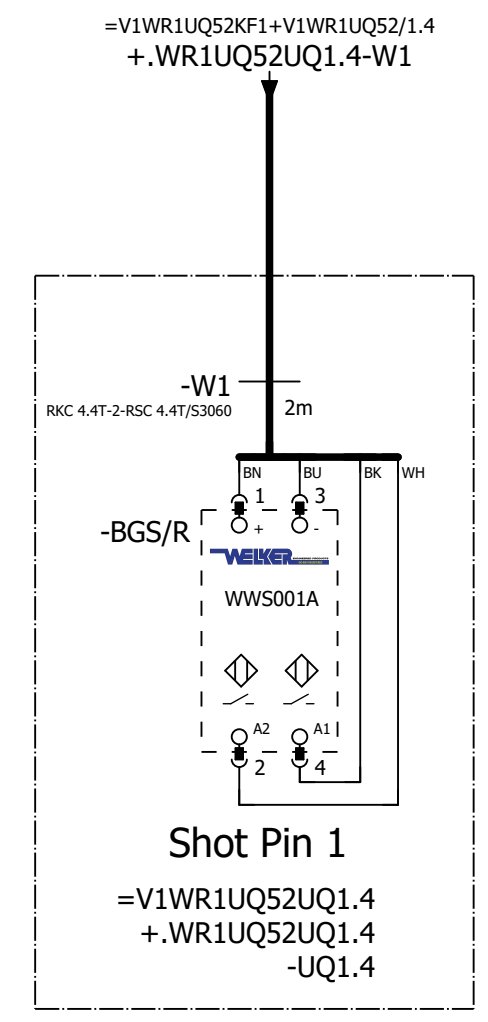 =V1WR1UQ52KF1+V1WR1UQ52/1.4
+.WR1UQ52UQ1.4-W1
-W1
RKC 4.4T-2-RSC 4.4T/S3060
2m
BN BU BK WH
1 3
-BGS/R
+ -
WELKER
WWS001A
A2 A1
2 4
Shot Pin 1
=V1WR1UQ52UQ1.4
+.WR1UQ52UQ1.4
-UQ1.4